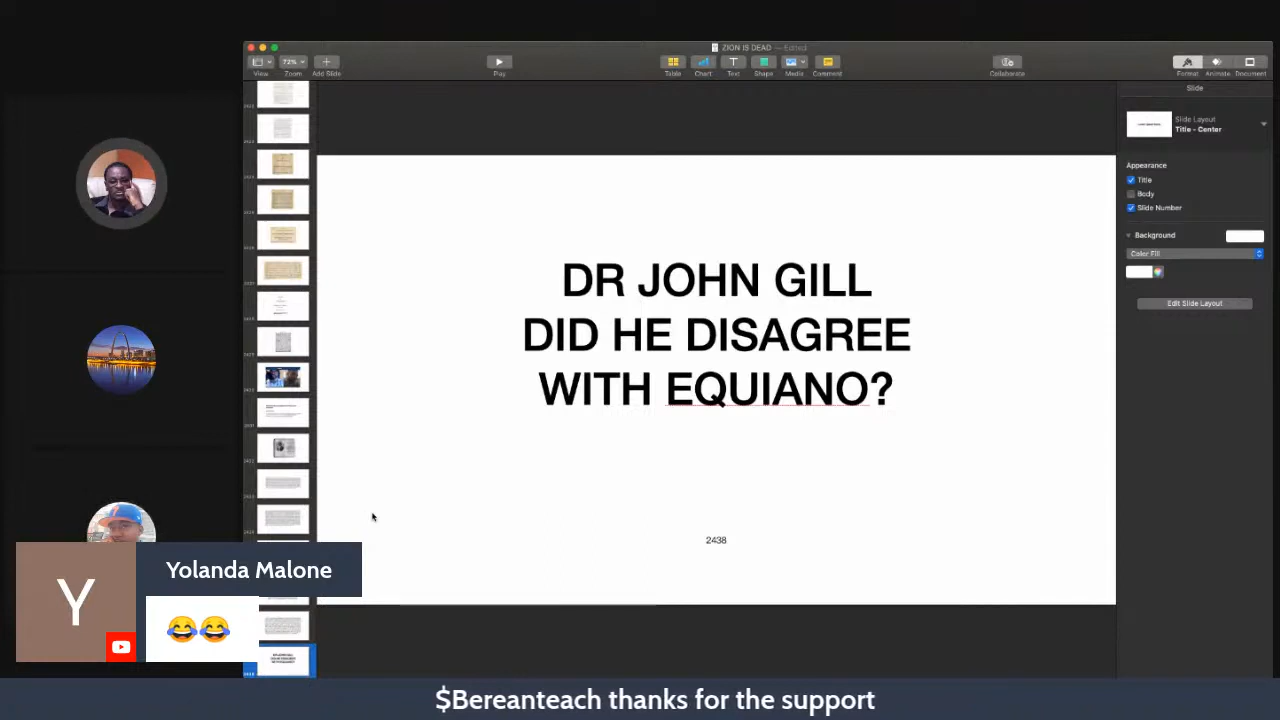 ZION IS DEAD — Edited
72%
View
Zoom
Add Slide
Play
Table
Chart
Text
Shape
Media
Comment
Collaborate
Format
Animate
Document
Slide
Slide Layout
Title - Center
Appearance
Title
Body
Slide Number
Background
Color Fill
Edit Slide Layout
DR JOHN GILL
DID HE DISAGREE
WITH EQUIANO?
2438
Y
Yolanda Malone
😂😂
$Bereanteach thanks for the support